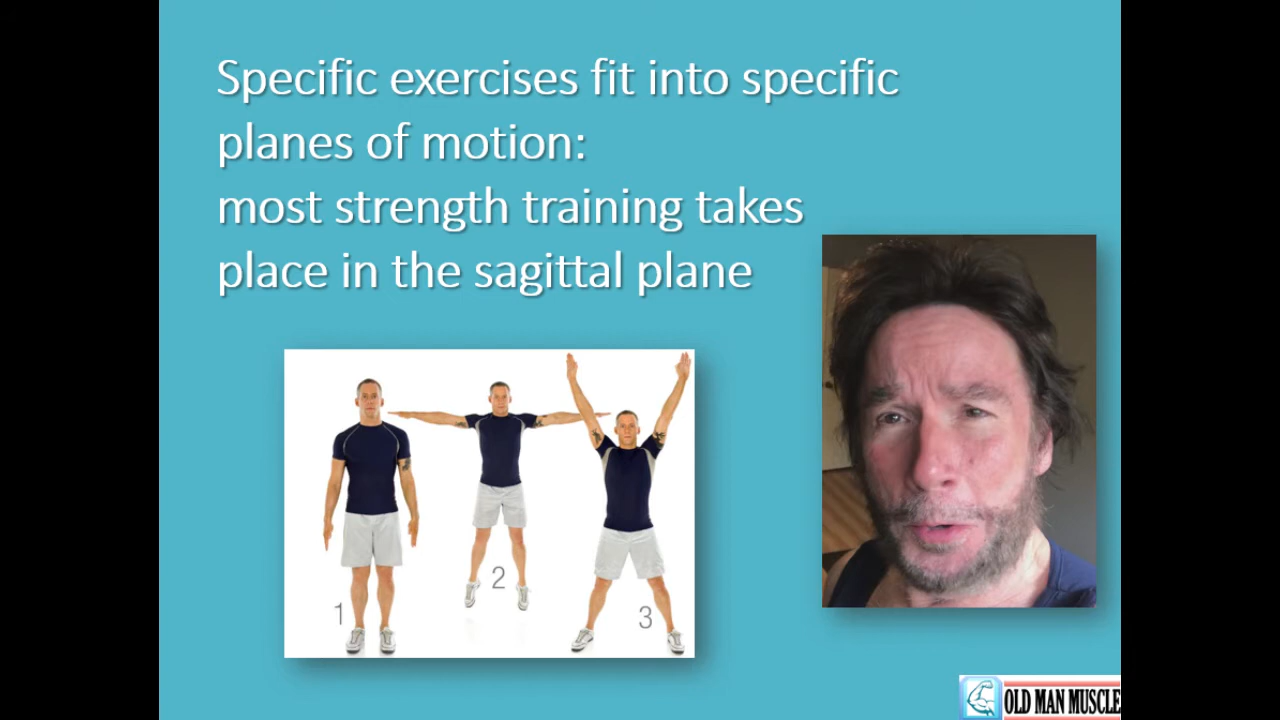 Specific exercises fit into specific
planes of motion:
most strength training takes
place in the sagittal plane
1
2
3
OLD MAN MUSCLE